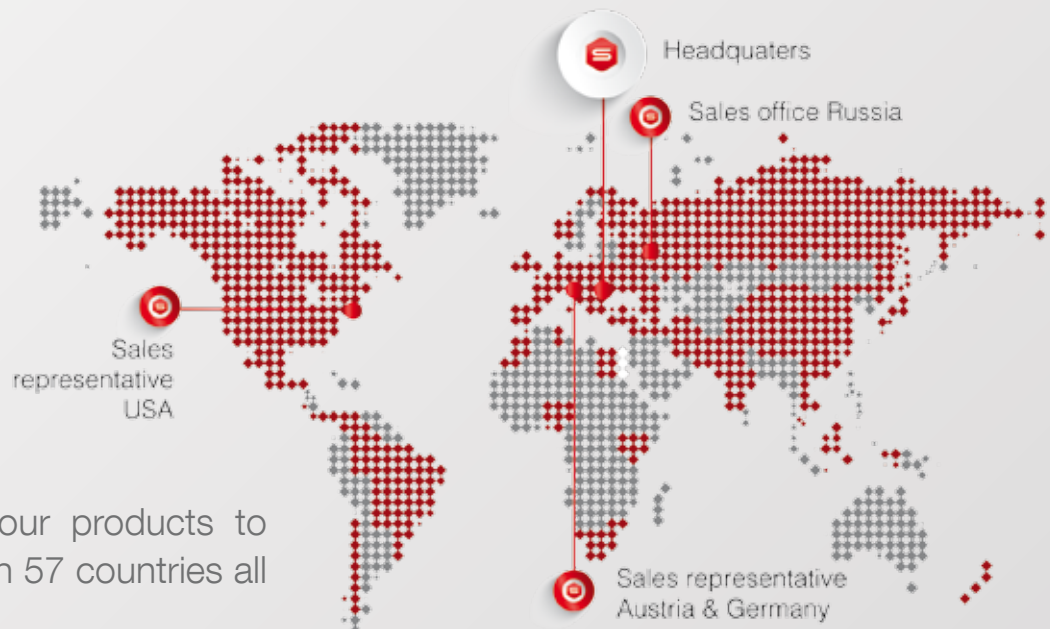 Headquaters
Sales office Russia
Sales
representative
USA
our products to
n 57 countries all
Sales representative
Austria & Germany